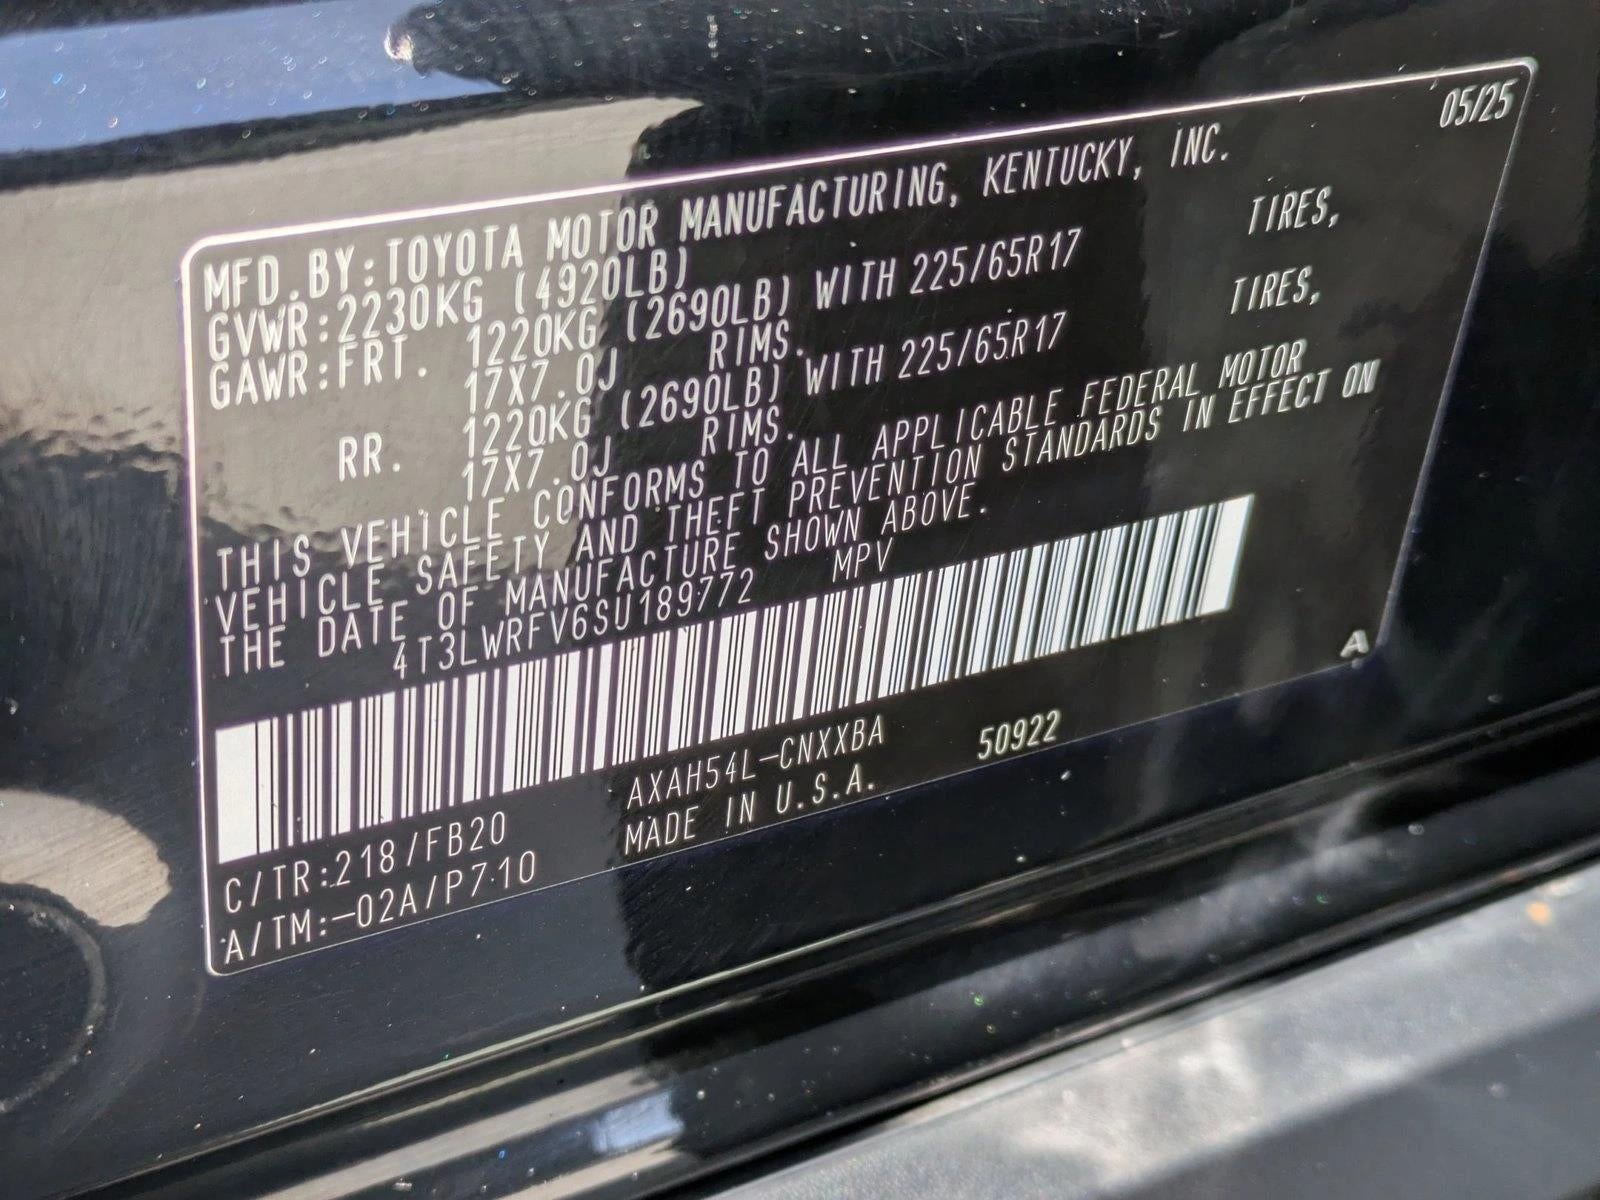 05/25
MFD.BY:TOYOTA MOTOR MANUFACTURING, KENTUCKY, INC.
GVWR:2230KG (4920LB)
GAWR:FRT. 1220KG (2690LB) WITH 225/65R17 TIRES,
17X7.0J RIMS.
RR. 1220KG (2690LB) WITH 225/65R17 TIRES,
17X7.0J RIMS.
THIS VEHICLE CONFORMS TO ALL APPLICABLE FEDERAL MOTOR
VEHICLE SAFETY AND THEFT PREVENTION STANDARDS IN EFFECT ON
THE DATE OF MANUFACTURE SHOWN ABOVE.
4T3LWRFV6SU189772 MPV
A
C/TR:218/FB20 AXAH54L-CNXXBA 50922
A/TM:-02A/P710 MADE IN U.S.A.